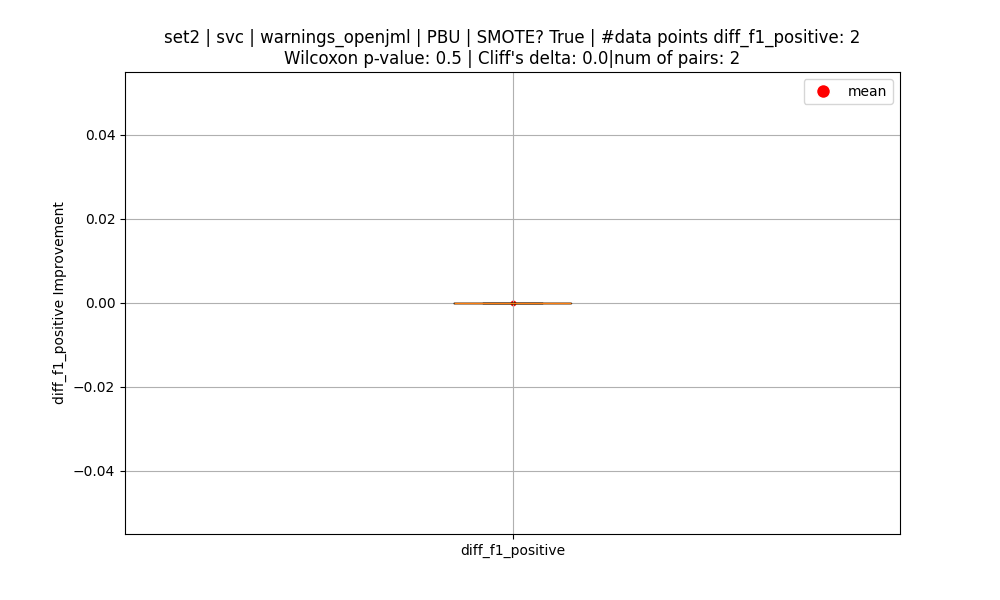 set2 | svc | warnings_openjml | PBU | SMOTE? True | #data points diff_f1_positive: 2
Wilcoxon p-value: 0.5 | Cliff's delta: 0.0|num of pairs: 2
mean
0.04
0.02
0.00
−0.02
−0.04
diff_f1_positive Improvement
diff_f1_positive